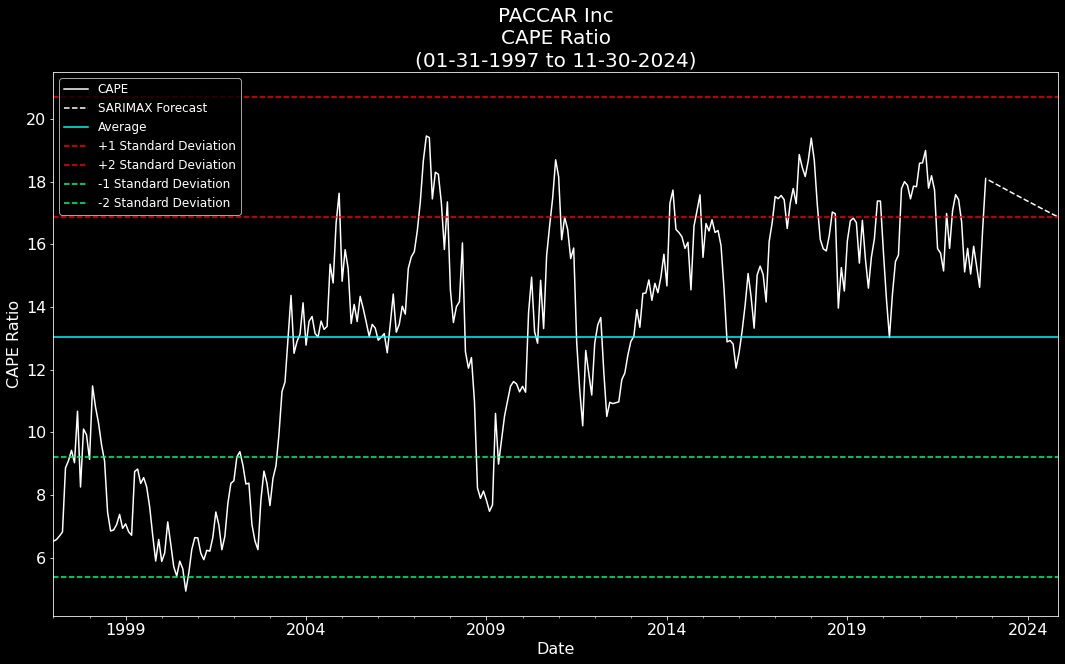 PACCAR Inc
CAPE Ratio
(01-31-1997 to 11-30-2024)
CAPE
SARIMAX Forecast
Average
+1 Standard Deviation
+2 Standard Deviation
-1 Standard Deviation
-2 Standard Deviation
CAPE Ratio
20
18
16
14
12
10
8
6
1999 2004 2009 2014 2019 2024
Date